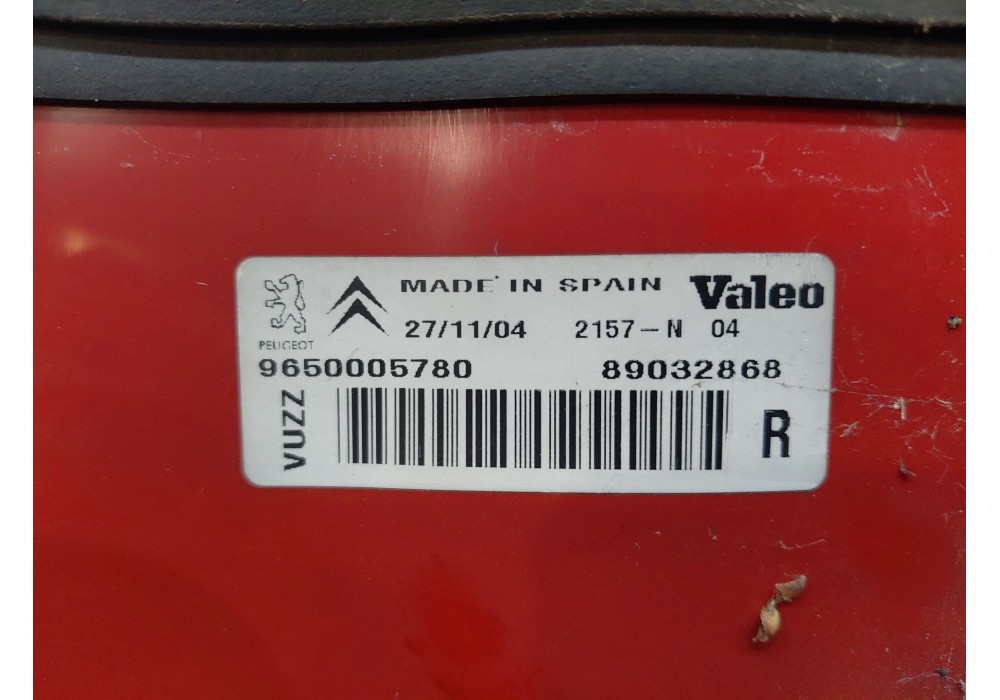 MADE IN SPAIN Valeo
27/11/04 2157-N 04
PEUGEOT
9650005780 89032868
VUZZ
R